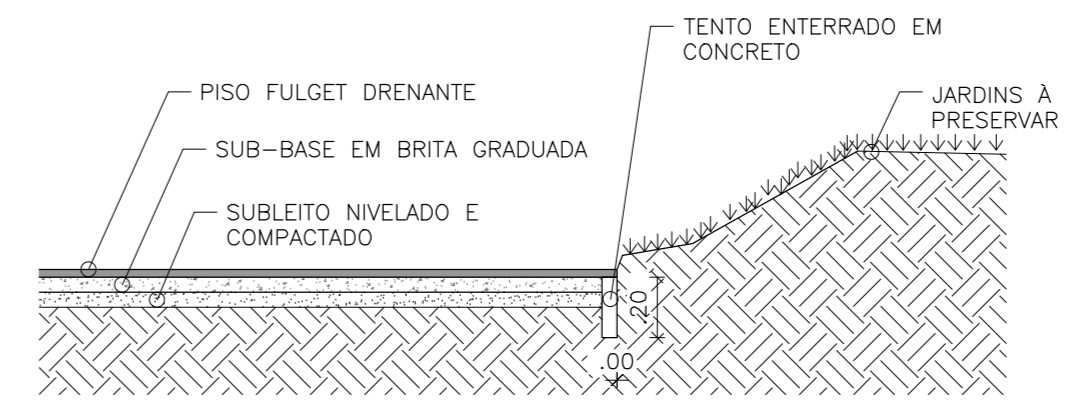 TENTO ENTERRADO EM
CONCRETO
PISO FULGET DRENANTE
JARDINS À
PRESERVAR
SUB-BASE EM BRITA GRADUADA
SUBLEITO NIVELADO E
COMPACTADO
.20
.00